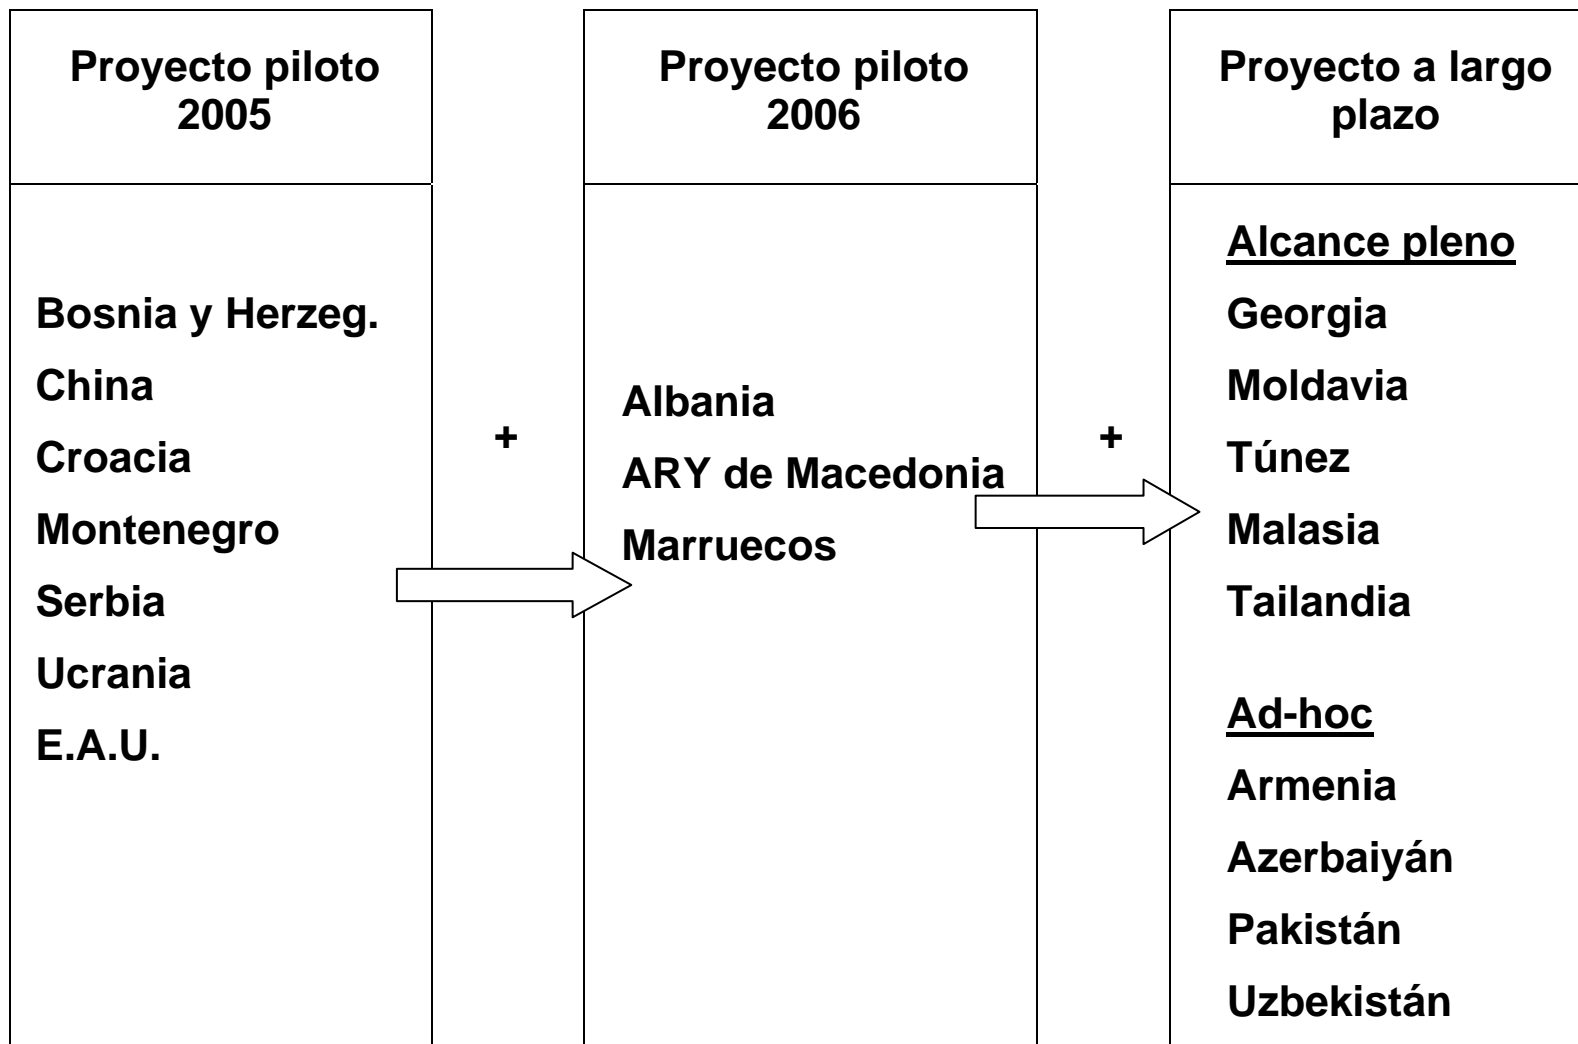 Proyecto piloto
2005
Bosnia y Herzeg.
China
Croacia
Montenegro
Serbia
Ucrania
E.A.U.
+
Proyecto piloto
2006
Albania
ARY de Macedonia
Marruecos
+
Proyecto a largo
plazo
Alcance pleno
Georgia
Moldavia
Túnez
Malasia
Tailandia
Ad-hoc
Armenia
Azerbaiyán
Pakistán
Uzbekistán